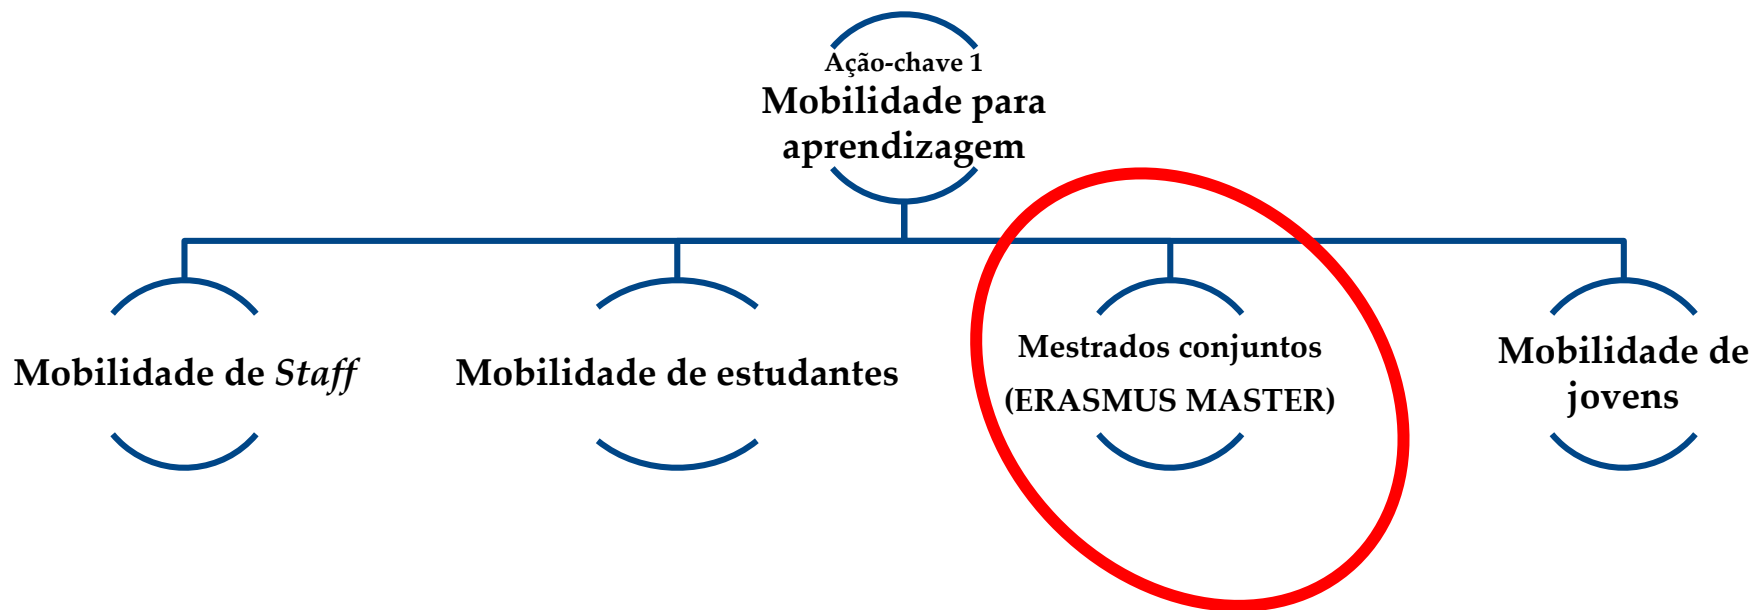 Ação-chave 1
Mobilidade para
aprendizagem
Mobilidade de Staff
Mobilidade de estudantes
Mestrados conjuntos
(ERASMUS MASTER)
Mobilidade de
jovens